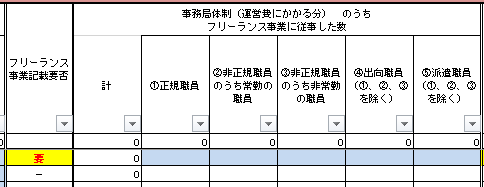 事務局体制（運営費にかかる分）　のうち
フリーランス事業に従事した数
フリーランス
事業記載要否
計
①正規職員
②非正規職員
のうち常勤の
職員
③非正規職員
のうち非常勤
の職員
④出向職員
（①、②、③
を除く）
⑤派遣職員
（①、②、③
を除く）
0 0 0 0 0 0 0
要 0
－ 0